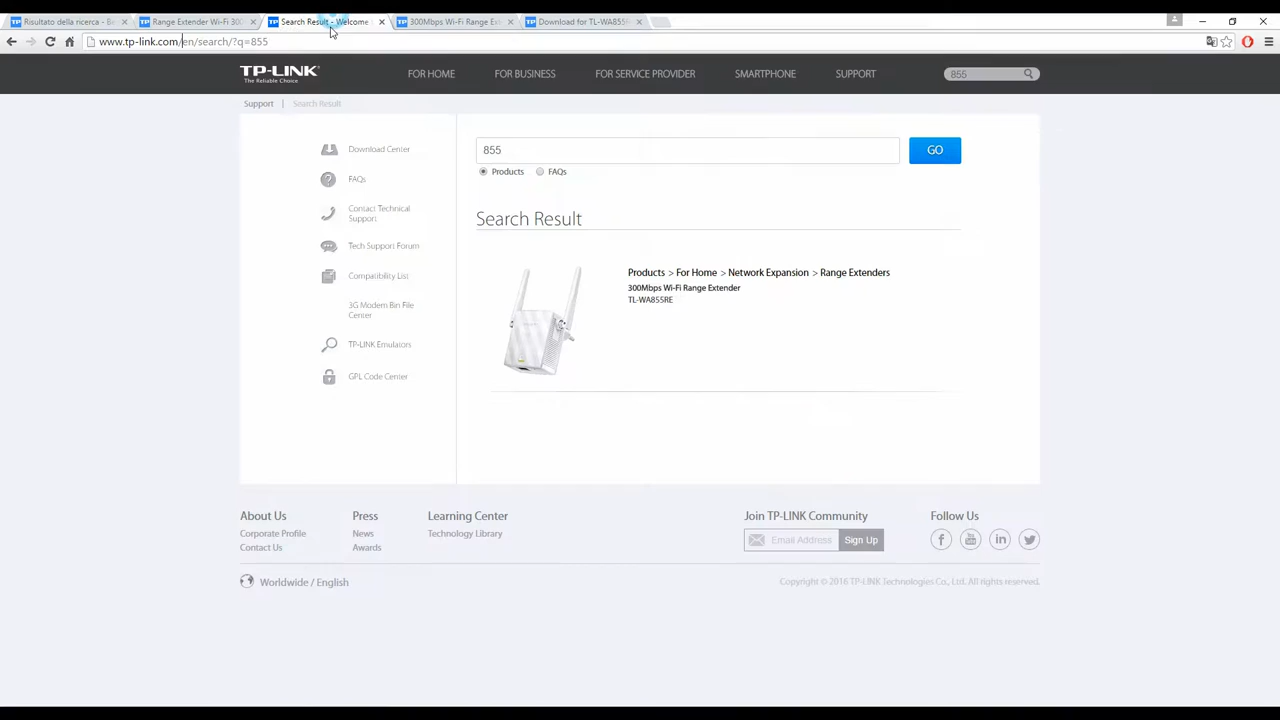 Risultato della ricerca - Be
Range Extender Wi-Fi 300
Search Result - Welcome
300Mbps Wi-Fi Range Ex
Download for TL-WA855R
www.tp-link.com/en/search/?q=855
TP-LINK
The Reliable Choice
FOR HOME
FOR BUSINESS
FOR SERVICE PROVIDER
SMARTPHONE
SUPPORT
855
Support | Search Result
Download Center
FAQs
Contact Technical
Support
Tech Support Forum
Compatibility List
3G Modem Bin File
Center
TP-LINK Emulators
GPL Code Center
855
GO
Products
FAQs
Search Result
Products > For Home > Network Expansion > Range Extenders
300Mbps Wi-Fi Range Extender
TL-WA855RE
About Us
Corporate Profile
Contact Us
Press
News
Awards
Learning Center
Technology Library
Join TP-LINK Community
Email Address
Sign Up
Follow Us
Worldwide / English
Copyright © 2016 TP-LINK Technologies Co., Ltd. All rights reserved.